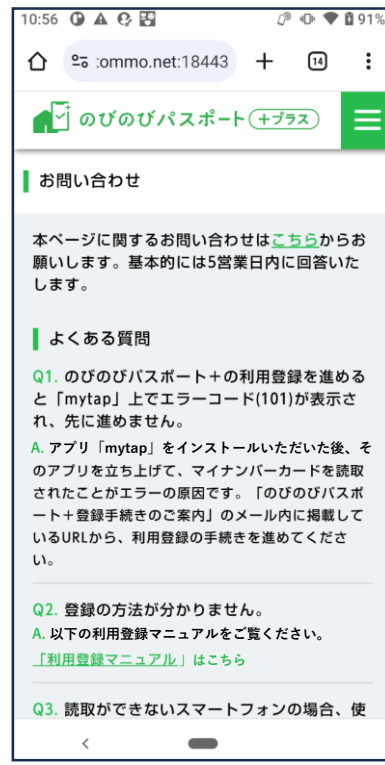 10:56
91%
:ommo.net:18443
14
のびのびパスポート +プラス
お問い合わせ
本ページに関するお問い合わせはこちらからお
願いします。基本的には5営業日内に回答いた
します。
よくある質問
Q1. のびのびパスポート+の利用登録を進める
と「mytap」上でエラーコード(101)が表示さ
れ、先に進めません。
A. アプリ「mytap」をインストールいただいた後、そ
のアプリを立ち上げて、マイナンバーカードを読取
されたことがエラーの原因です。「のびのびパスポ
ート+登録手続きのご案内」のメール内に掲載して
いるURLから、利用登録の手続きを進めてくださ
い。
Q2. 登録の方法が分かりません。
A. 以下の利用登録マニュアルをご覧ください。
「利用登録マニュアル」はこちら
Q3. 読取ができないスマートフォンの場合、使